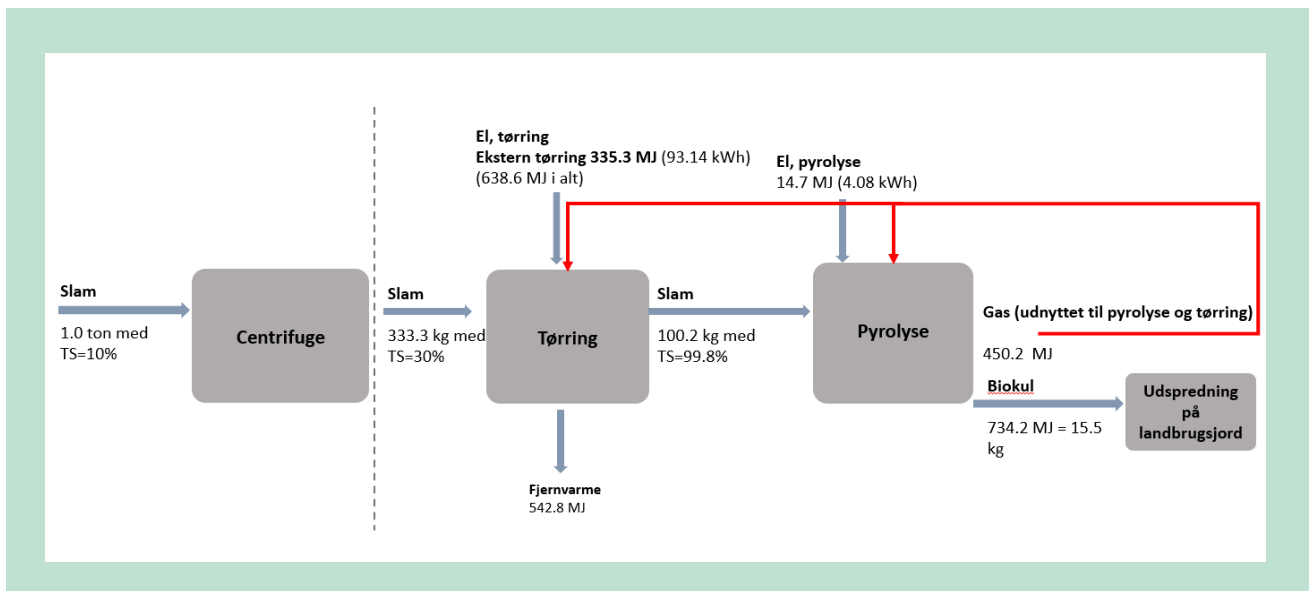 El, tørring
Ekstern tørring 335.3 MJ (93.14 kWh)
(638.6 MJ i alt)
El, pyrolyse
14.7 MJ (4.08 kWh)
Slam
1.0 ton med
TS=10%
Centrifuge
Slam
333.3 kg med
TS=30%
Tørring
Slam
100.2 kg med
TS=99.8%
Pyrolyse
Gas (udnyttet til pyrolyse og tørring)
450.2 MJ
Biokul
734.2 MJ = 15.5
kg
Udspredning
på
landbrugsjord
Fjernvarme
542.8 MJ